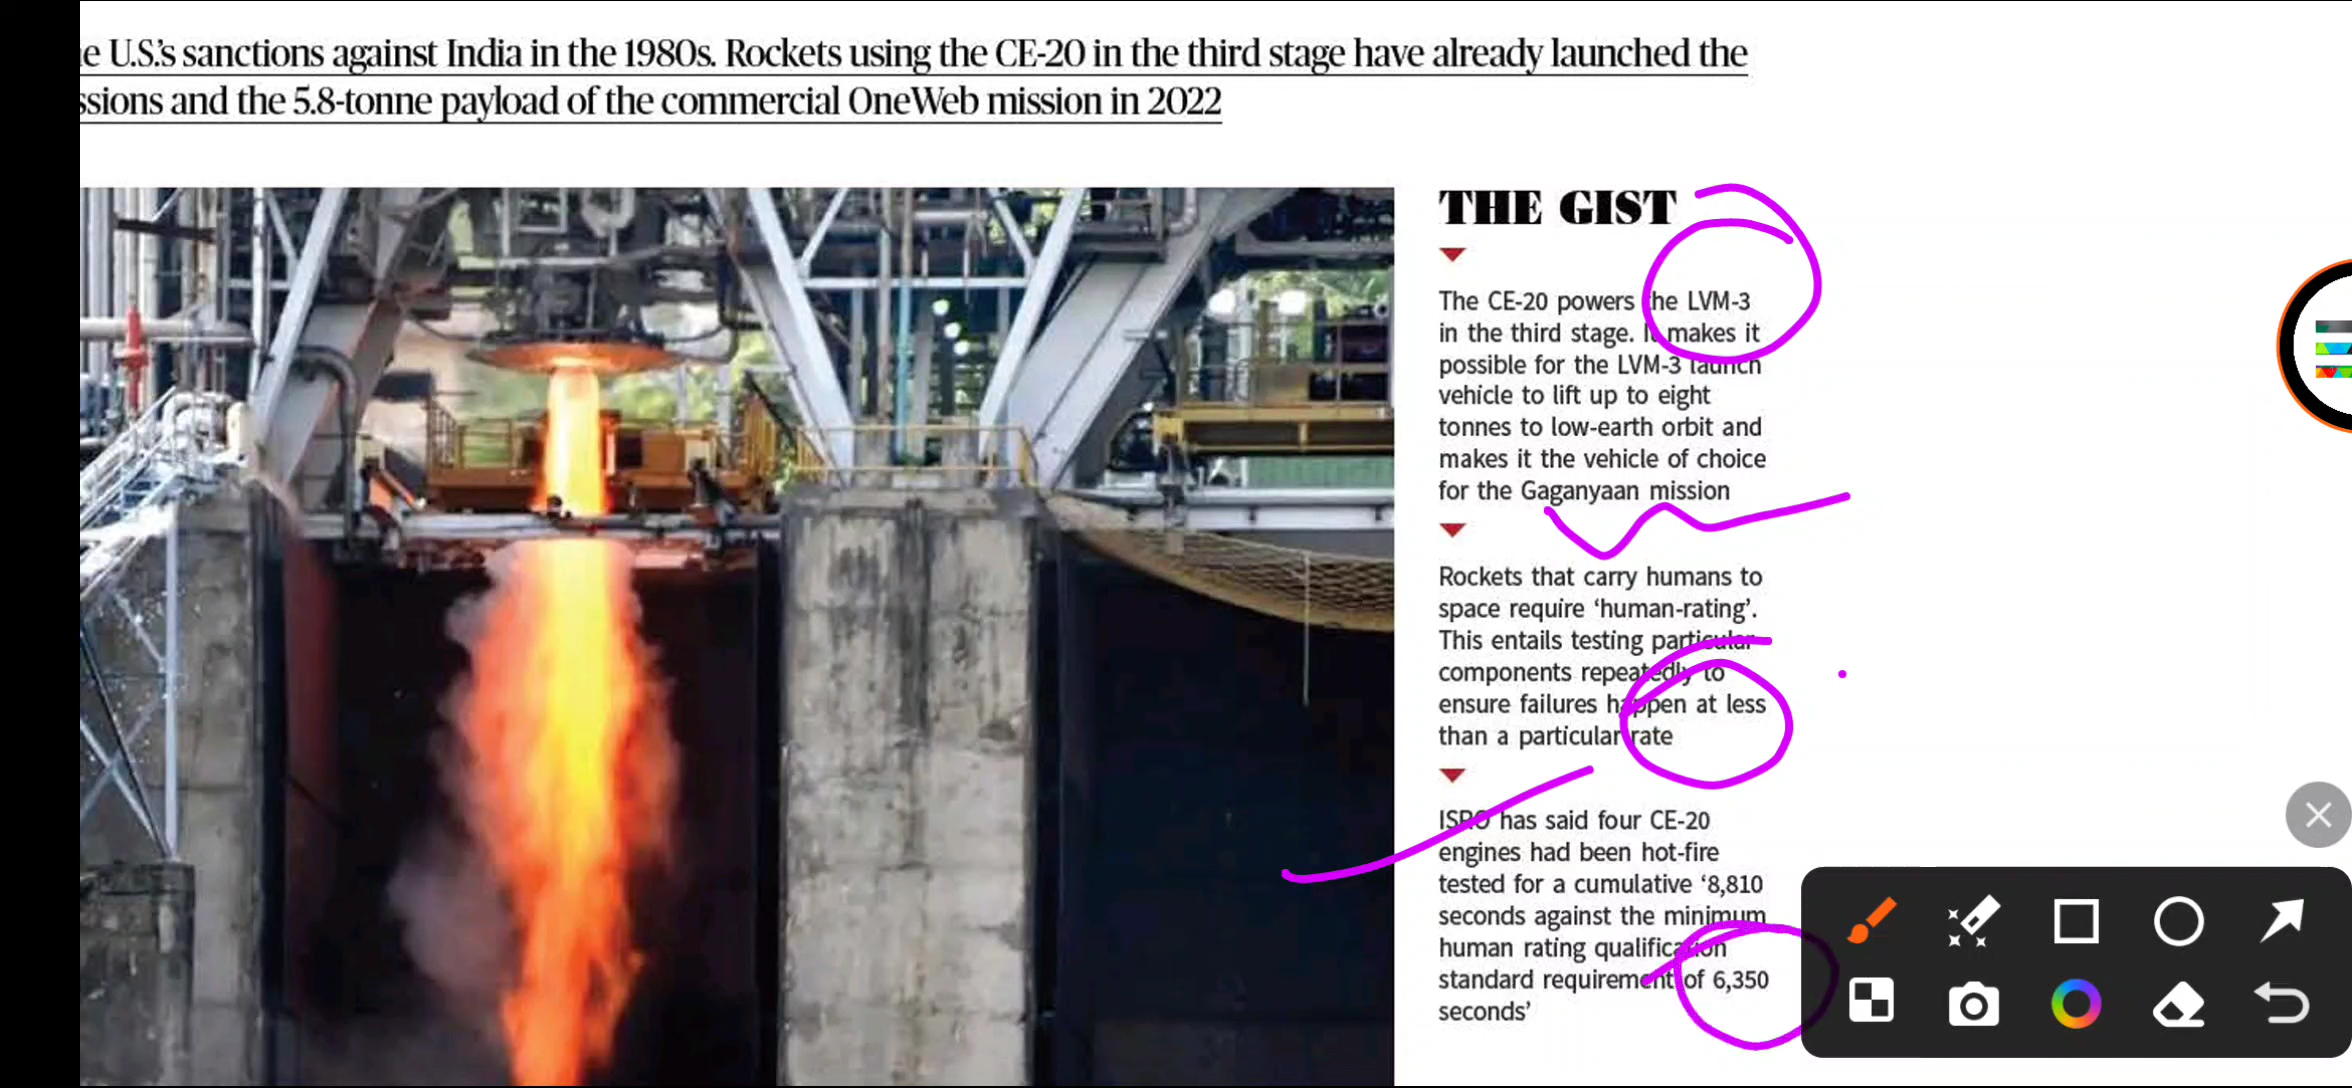 e U.S.'s sanctions against India in the 1980s. Rockets using the CE-20 in the third stage have already launched the
ssions and the 5.8-tonne payload of the commercial OneWeb mission in 2022
THE GIST
The CE-20 powers the LVM-3
in the third stage. It makes it
possible for the LVM-3 launch
vehicle to lift up to eight
tonnes to low-earth orbit and
makes it the vehicle of choice
for the Gaganyaan mission
Rockets that carry humans to
space require ‘human-rating’.
This entails testing particular
components repeatedly to
ensure failures happen at less
than a particular rate
ISRO has said four CE-20
engines had been hot-fire
tested for a cumulative ‘8,810
seconds against the minimum
human rating qualification
standard requirement of 6,350
seconds’